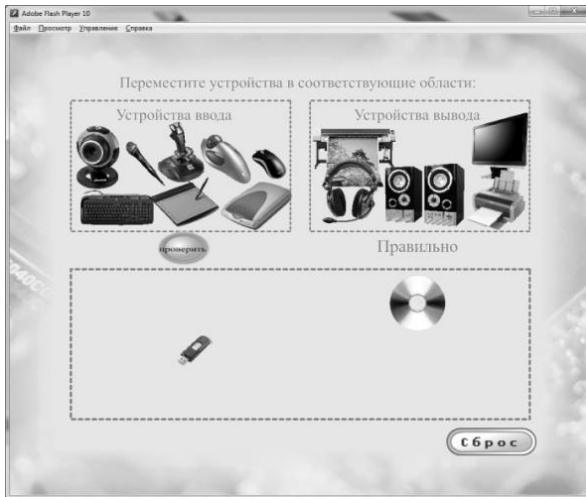 Adobe Flash Player 10
Файл Просмотр Управление Справка
Переместите устройства в соответствующие области:
Устройства ввода
Устройства вывода
проверить
Правильно
Сброс